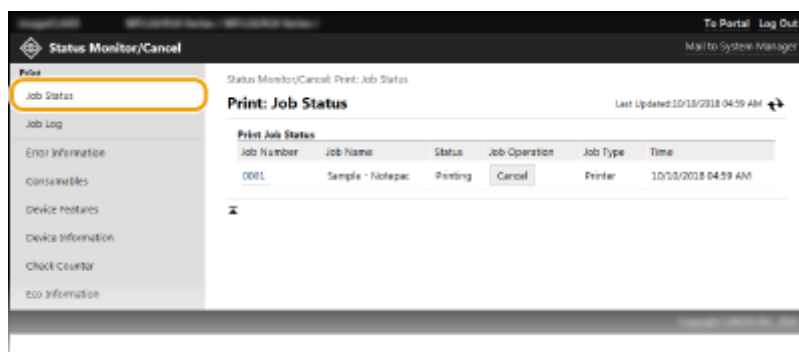 To Portal Log Out
Status Monitor/Cancel
Mail to System Manager
Print
Job Status
Job Log
Error Information
Consumables
Device Features
Device Information
Check Counter
Eco Information
Status Monitor/Cancel: Print: Job Status
Print: Job Status
Last Updated:10/10/2018 04:59 AM
Print Job Status
Job Number Job Name Status Job Operation Job Type Time
0001 Sample - Notepac Printing Cancel Printer 10/10/2018 04:59 AM